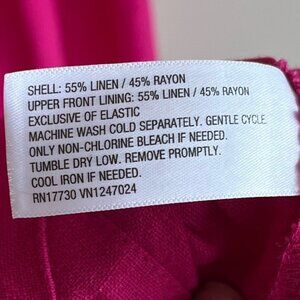 SHELL: 55% LINEN / 45% RAYON
UPPER FRONT LINING: 55% LINEN / 45% RAYON
EXCLUSIVE OF ELASTIC
MACHINE WASH COLD SEPARATELY. GENTLE CYCLE.
ONLY NON-CHLORINE BLEACH IF NEEDED.
TUMBLE DRY LOW. REMOVE PROMPTLY.
COOL IRON IF NEEDED.
RN17730 VN1247024